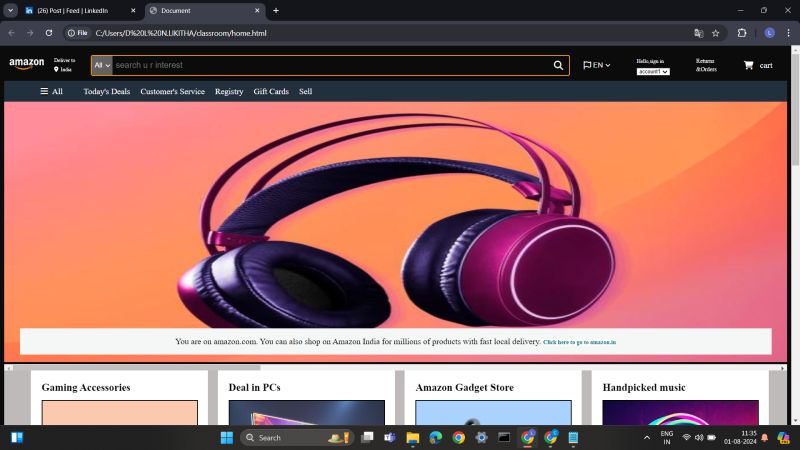 (26) Post | Feed | LinkedIn
Document
File
C:/Users/D%20L%20N.LIKITHA/classroom/home.html
L
amazon
Deliver to
India
All
search u r interest
EN
Hello,sign in
account1
Returns
&Orders
cart
All
Today's Deals
Customer's Service
Registry
Gift Cards
Sell
You are on amazon.com. You can also shop on Amazon India for millions of products with fast local delivery. Click here to go to amazon.in
Gaming Accessories
Deal in PCs
Amazon Gadget Store
Handpicked music
Search
ENG
IN
11:35
01-08-2024